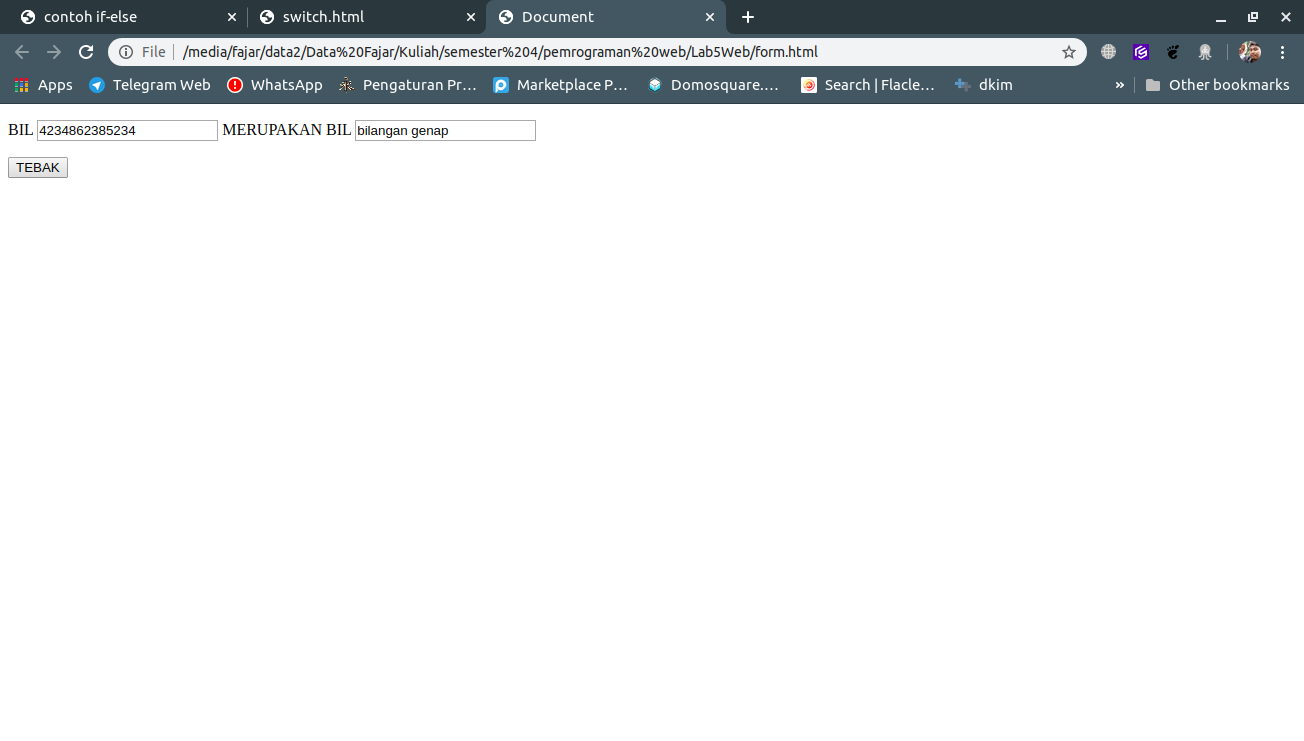 contoh if-else switch.html Document
File /media/fajar/data2/Data%20Fajar/Kuliah/semester%204/pemrograman%20web/Lab5Web/form.html
Apps Telegram Web WhatsApp Pengaturan Pr… Marketplace P… Domosquare.… Search | Flacle… dkim » Other bookmarks
BIL 4234862385234 MERUPAKAN BIL bilangan genap
TEBAK